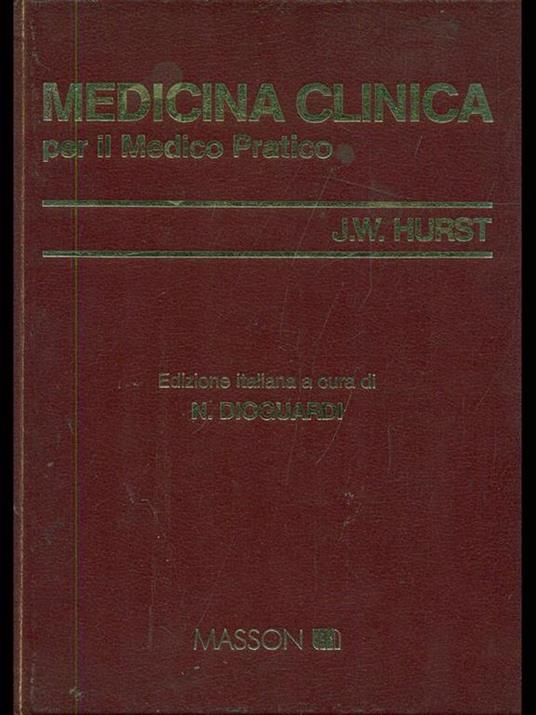 MEDICINA CLINICA
per il Medico Pratico
J.W. HURST
Edizione italiana a cura di
N. DIOGUARDI
MASSON